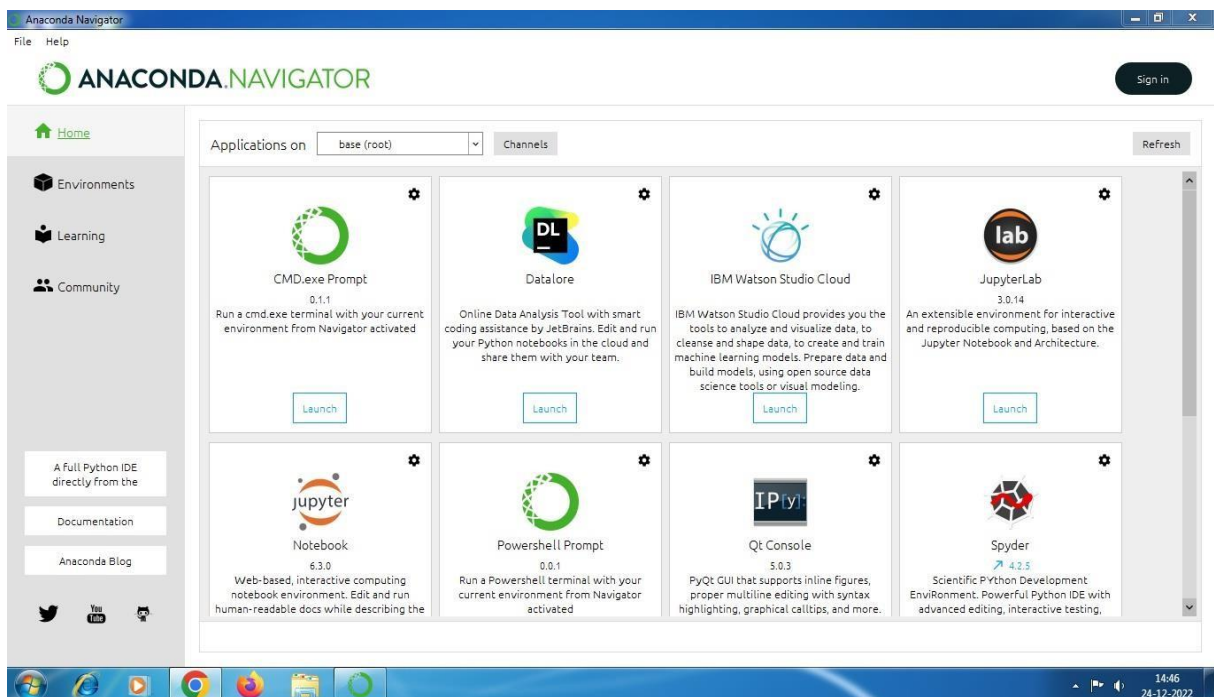 Anaconda Navigator
File Help
ANACONDA.NAVIGATOR
Sign in
Home
Environments
Learning
Community
A full Python IDE
directly from the
Documentation
Anaconda Blog
You
Tube
Applications on base (root) Channels Refresh
CMD.exe Prompt
0.1.1
Run a cmd.exe terminal with your current
environment from Navigator activated
Launch
DL
Datalore
Online Data Analysis Tool with smart
coding assistance by JetBrains. Edit and run
your Python notebooks in the cloud and
share them with your team.
Launch
IBM Watson Studio Cloud
IBM Watson Studio Cloud provides you the
tools to analyze and visualize data, to
cleanse and shape data, to create and train
machine learning models. Prepare data and
build models, using open source data
science tools or visual modeling.
Launch
lab
JupyterLab
3.0.14
An extensible environment for interactive
and reproducible computing, based on the
Jupyter Notebook and Architecture.
Launch
jupyter
Notebook
6.3.0
Web-based, interactive computing
notebook environment. Edit and run
human-readable docs while describing the
Powershell Prompt
0.0.1
Run a Powershell terminal with your
current environment from Navigator
activated
IP[y]:
Qt Console
5.0.3
PyQt GUI that supports inline figures,
proper multiline editing with syntax
highlighting, graphical calltips, and more.
Spyder
4.2.5
Scientific PYthon Development
EnviRonment. Powerful Python IDE with
advanced editing, interactive testing,
14:46
24-12-2022